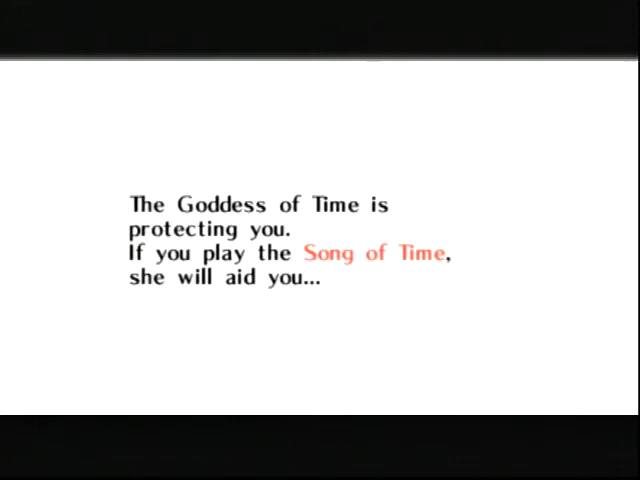 The Goddess of Time is
protecting you.
If you play the Song of Time,
she will aid you...